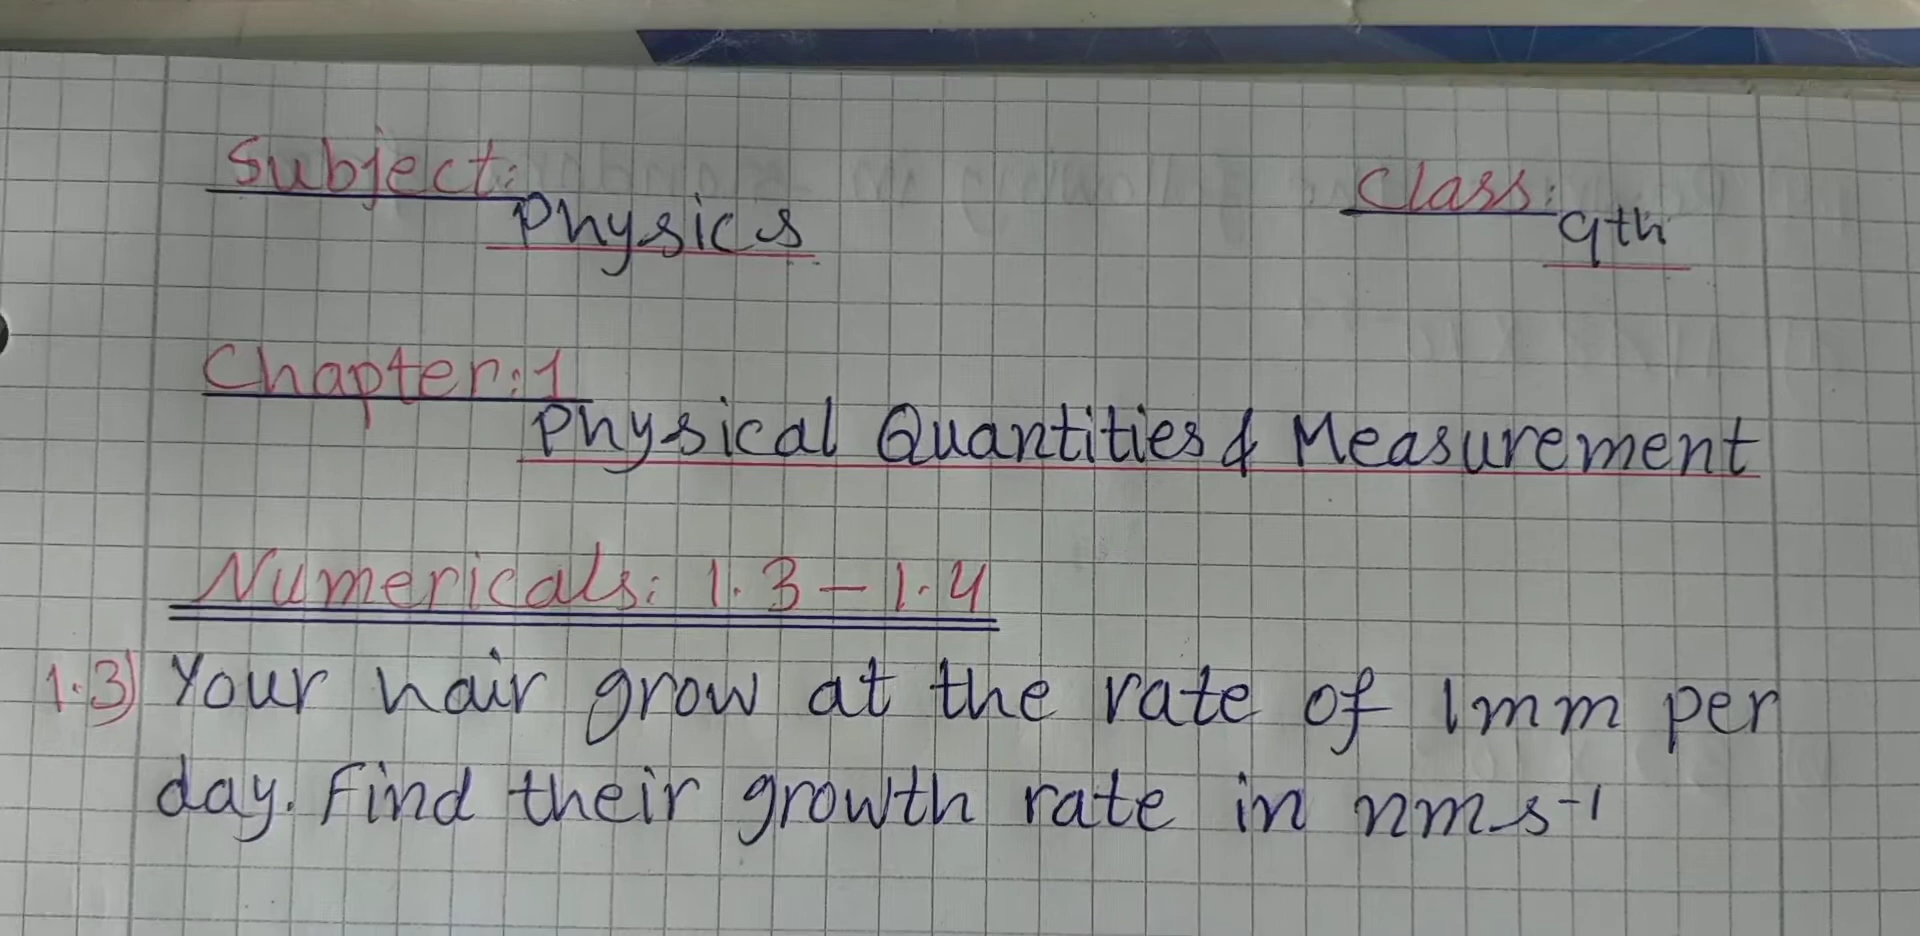 Subject:
Physics
Class:
9th
Chapter:1
Physical Quantities & Measurement
Numericals: 1.3 – 1.4
1.3) Your hair grow at the rate of 1mm per
day. Find their growth rate in nms⁻¹